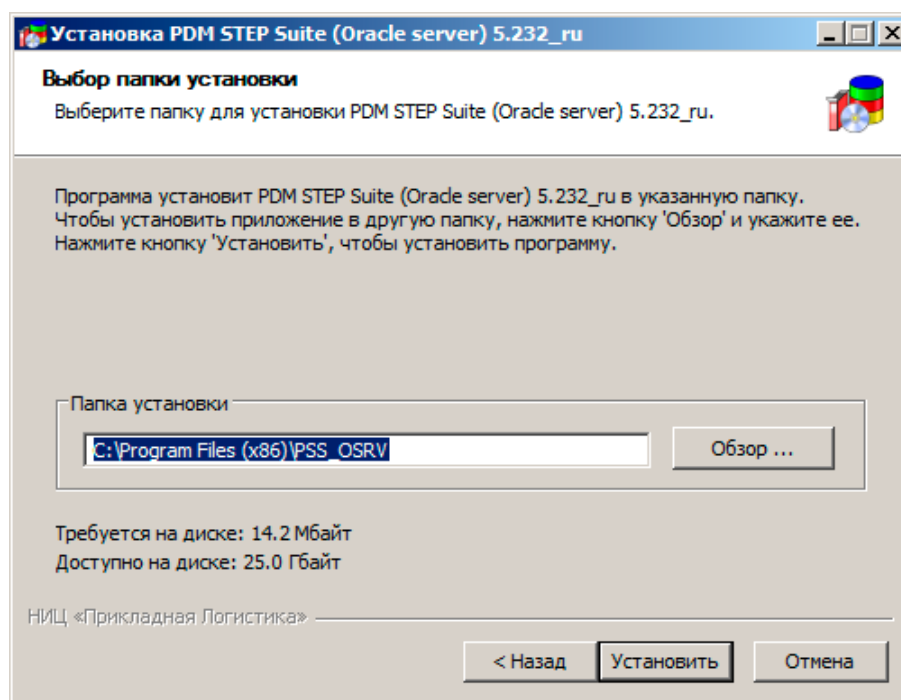 Установка PDM STEP Suite (Oracle server) 5.232_ru
Выбор папки установки
Выберите папку для установки PDM STEP Suite (Oracle server) 5.232_ru.
Программа установит PDM STEP Suite (Oracle server) 5.232_ru в указанную папку.
Чтобы установить приложение в другую папку, нажмите кнопку 'Обзор' и укажите ее.
Нажмите кнопку 'Установить', чтобы установить программу.
Папка установки
C:\Program Files (x86)\PSS_OSRV
Обзор ...
Требуется на диске: 14.2 Мбайт
Доступно на диске: 25.0 Гбайт
НИЦ «Прикладная Логистика»
< Назад
Установить
Отмена